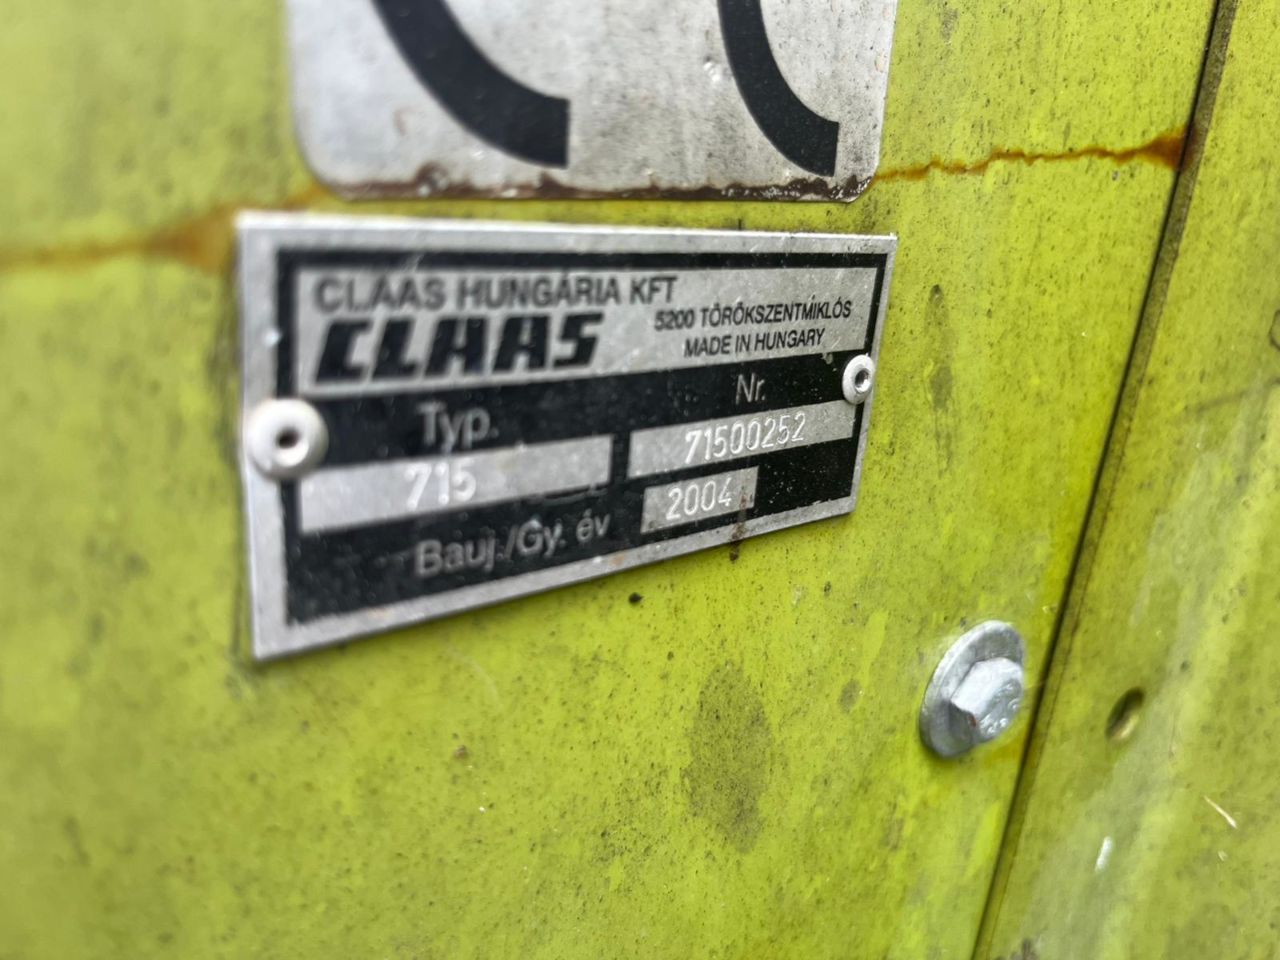 CLAAS HUNGÁRIA KFT
CLAAS
5200 TÖRÖKSZENTMIKLÓS
MADE IN HUNGARY
Typ.
Nr.
715
71500252
Bauj./Gy. év
2004